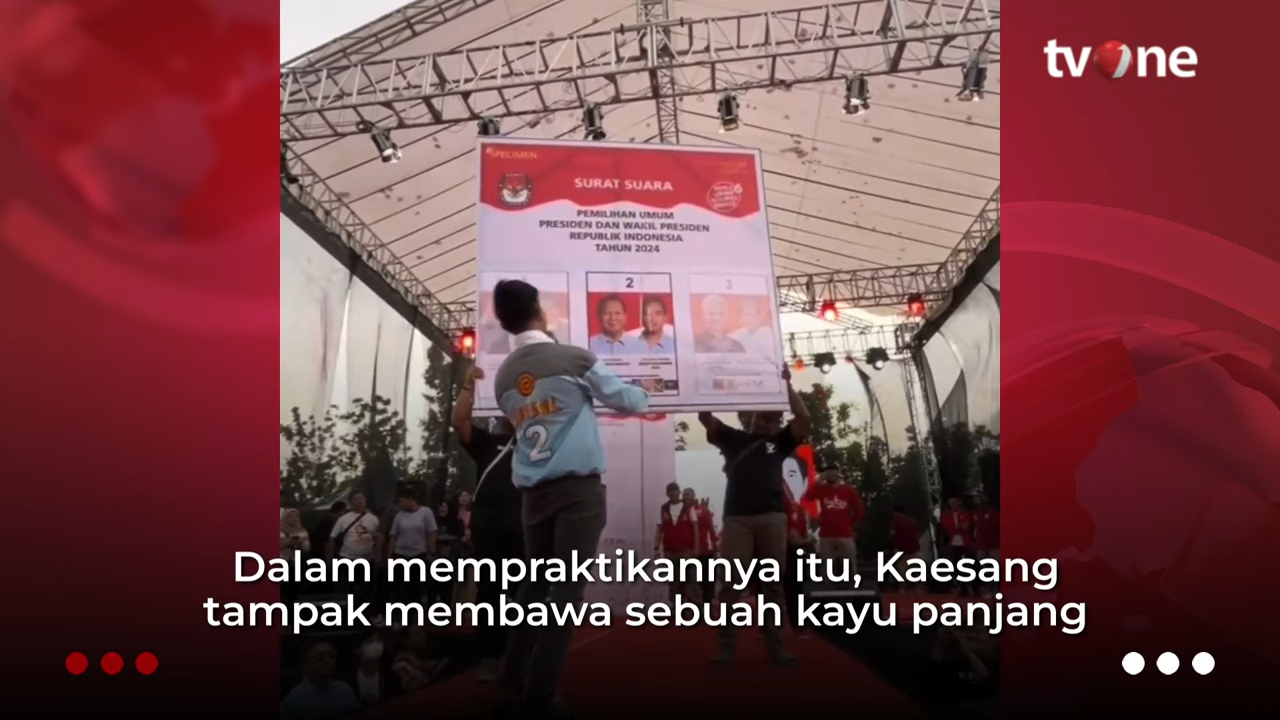 tvOne
SPECIMEN
SURAT SUARA
PEMILIHAN UMUM
PRESIDEN DAN WAKIL PRESIDEN
REPUBLIK INDONESIA
TAHUN 2024
2
3
2
Dalam mempraktikannya itu, Kaesang
tampak membawa sebuah kayu panjang